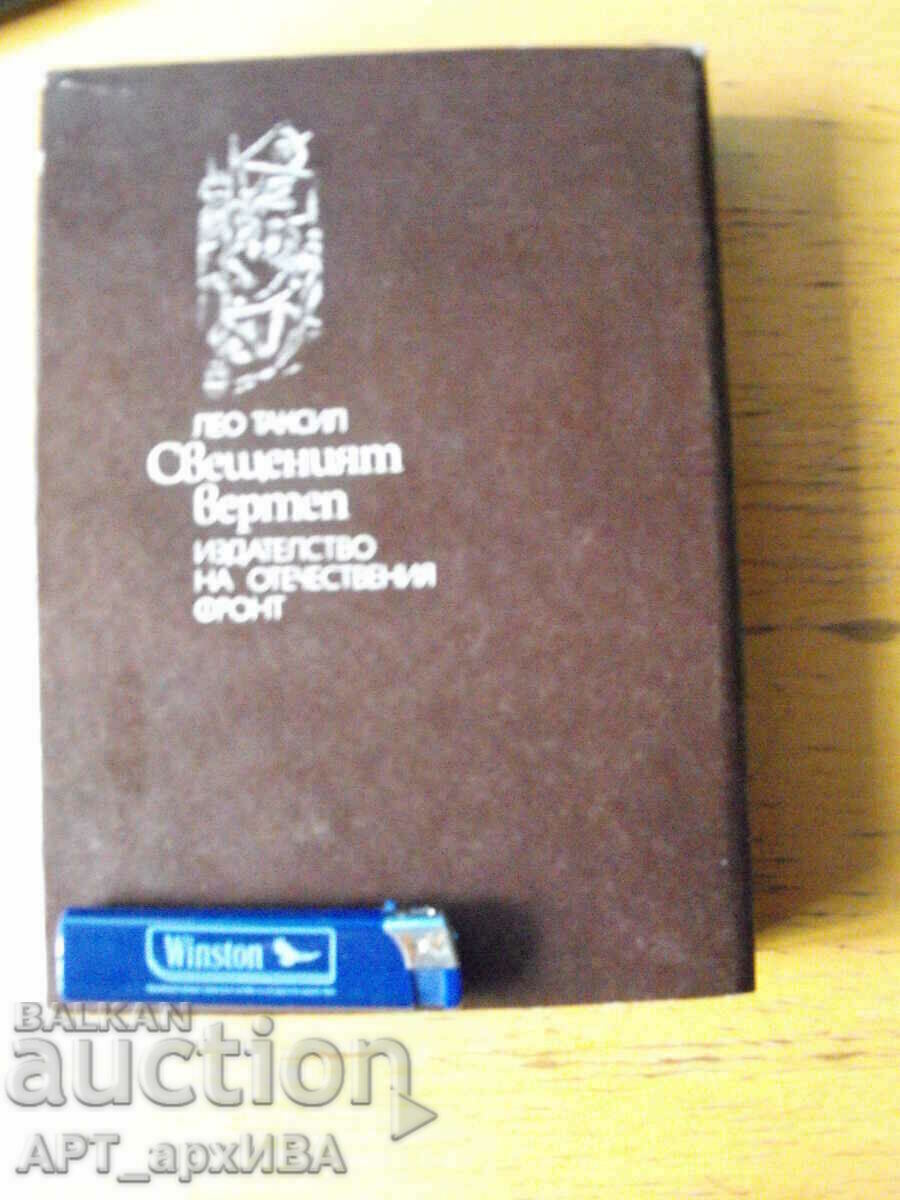 ЛЕО ТАКСИЛ
Свещеният
вертеп
ИЗДАТЕЛСТВО
НА ОТЕЧЕСТВЕНИЯ
ФРОНТ
Winston
BALKAN
auction
АРТ_архИВА